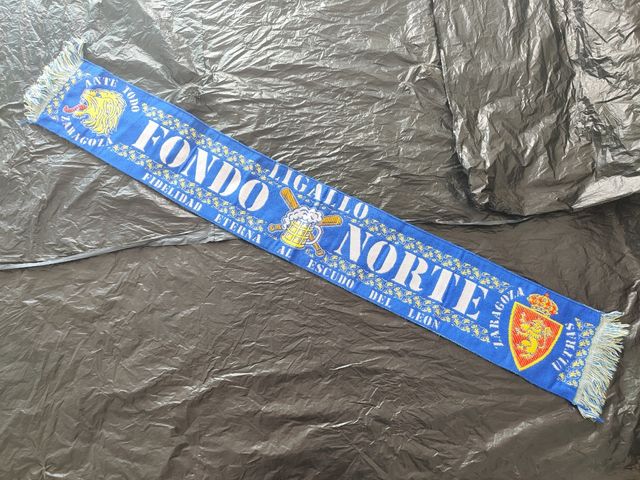 ANTE TODO
ZARAGOZA
LIGALLO
FONDO NORTE
FIDELIDAD ETERNA AL ESCUDO DEL LEON
ZARAGOZA
ULTRAS